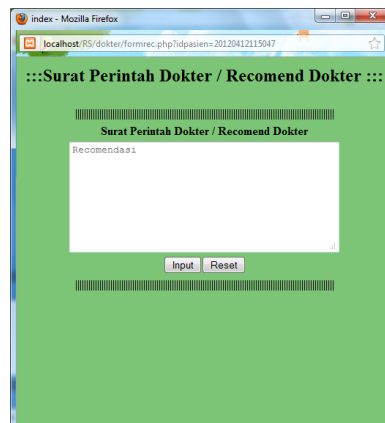 index - Mozilla Firefox
localhost/RS/dokter/formrec.php?idpasien=20120412115047
:::Surat Perintah Dokter / Recomend Dokter :::
Surat Perintah Dokter / Recomend Dokter
Recomendasi
Input Reset